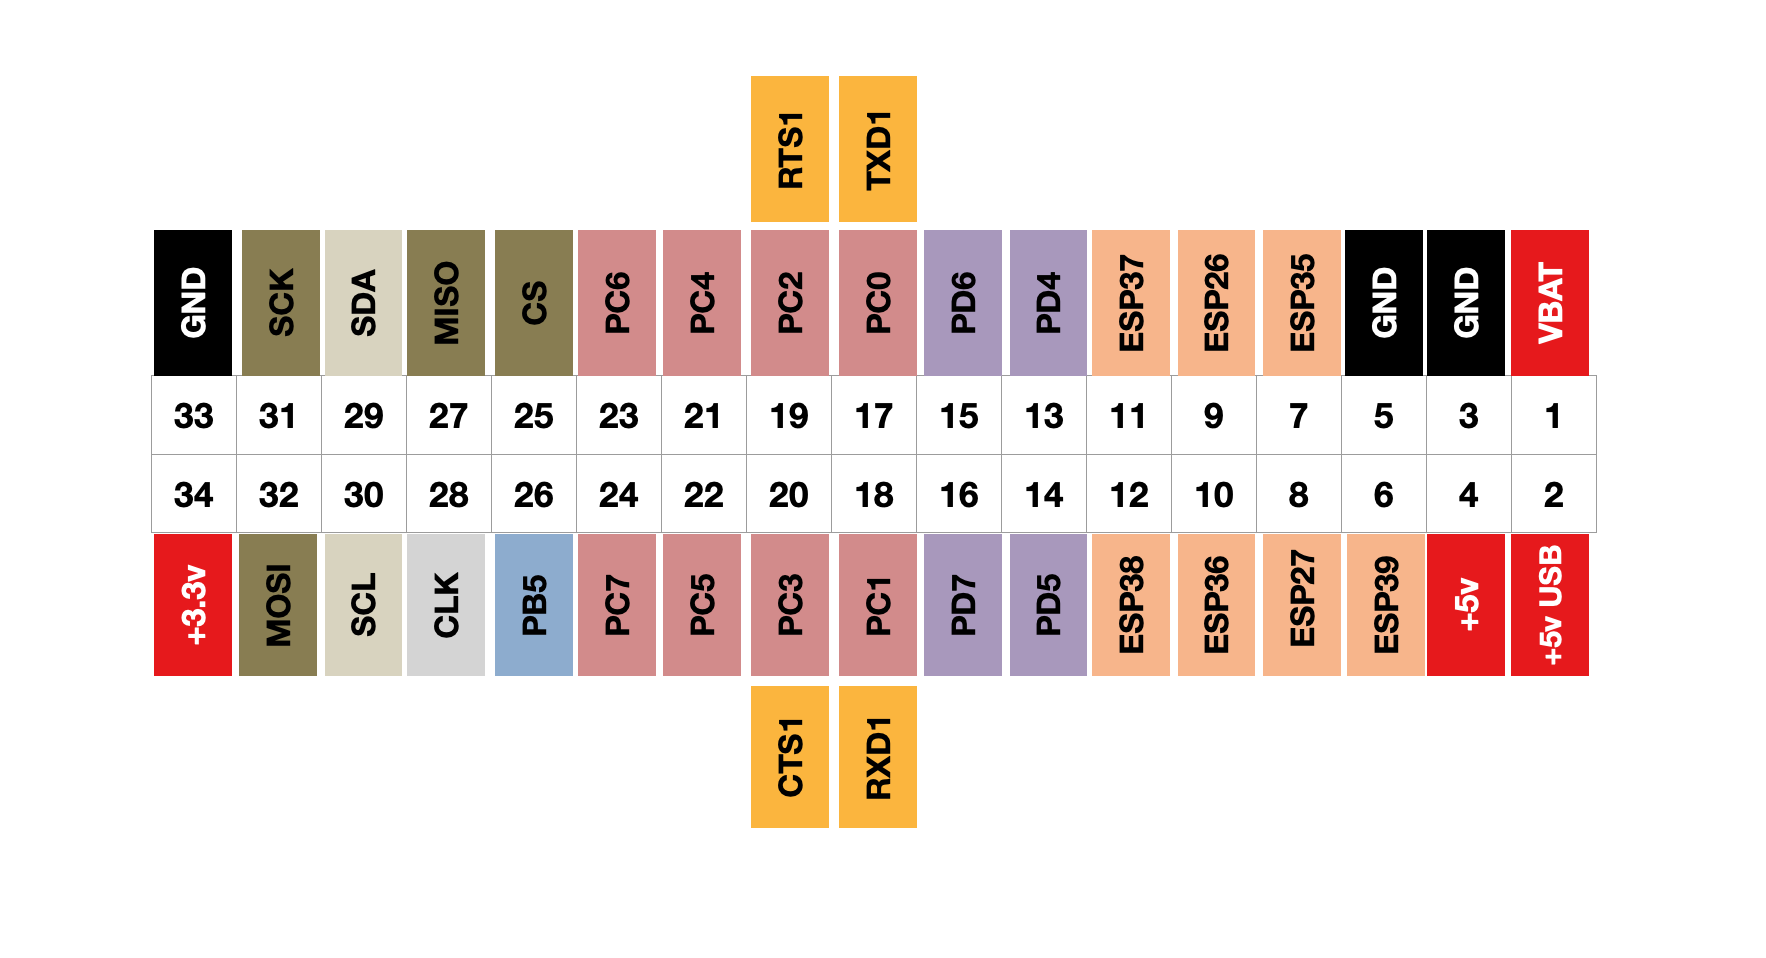 RTS1 TXD1
GND SCK SDA MISO CS PC6 PC4 PC2 PC0 PD6 PD4 ESP37 ESP26 ESP35 GND GND VBAT
33 31 29 27 25 23 21 19 17 15 13 11 9 7 5 3 1
34 32 30 28 26 24 22 20 18 16 14 12 10 8 6 4 2
+3.3v MOSI SCL CLK PB5 PC7 PC5 PC3 PC1 PD7 PD5 ESP38 ESP36 ESP27 ESP39 +5v +5v USB
CTS1 RXD1